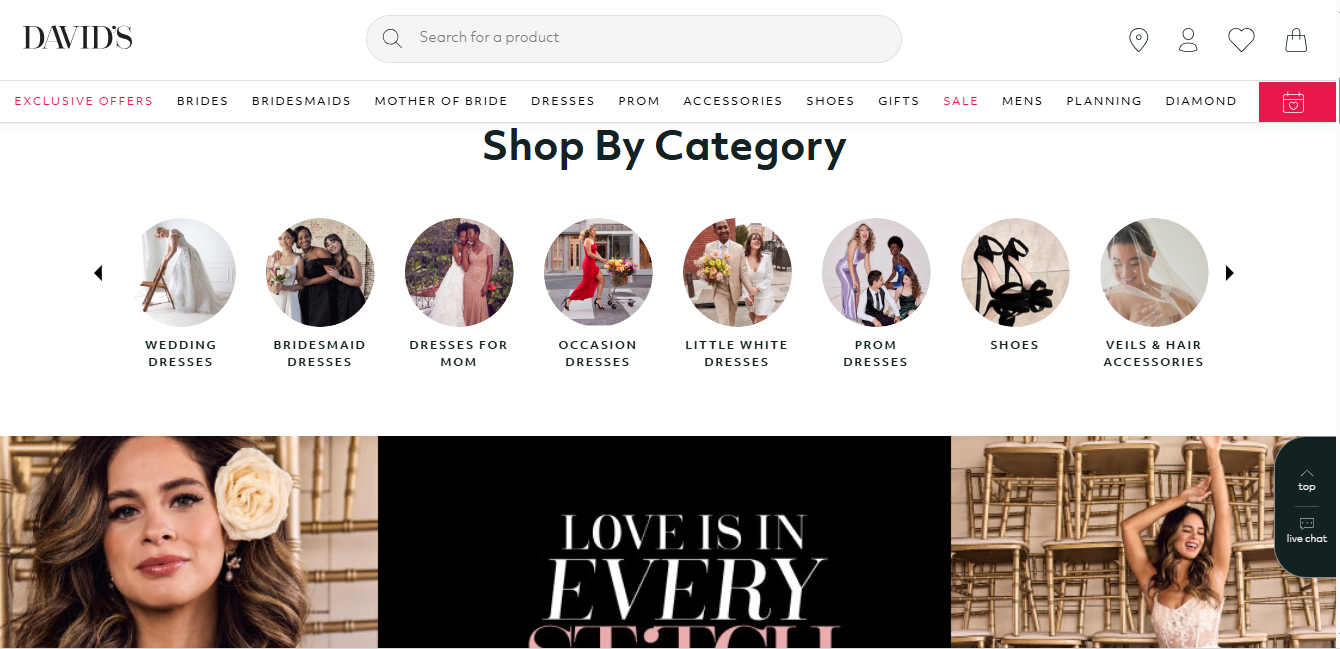 DAVID'S
Search for a product
EXCLUSIVE OFFERS BRIDES BRIDESMAIDS MOTHER OF BRIDE DRESSES PROM ACCESSORIES SHOES GIFTS SALE MENS PLANNING DIAMOND
Shop By Category
WEDDING
DRESSES
BRIDESMAID
DRESSES
DRESSES FOR
MOM
OCCASION
DRESSES
LITTLE WHITE
DRESSES
PROM
DRESSES
SHOES
VEILS & HAIR
ACCESSORIES
LOVE IS IN
EVERY
STITCH
top
live chat